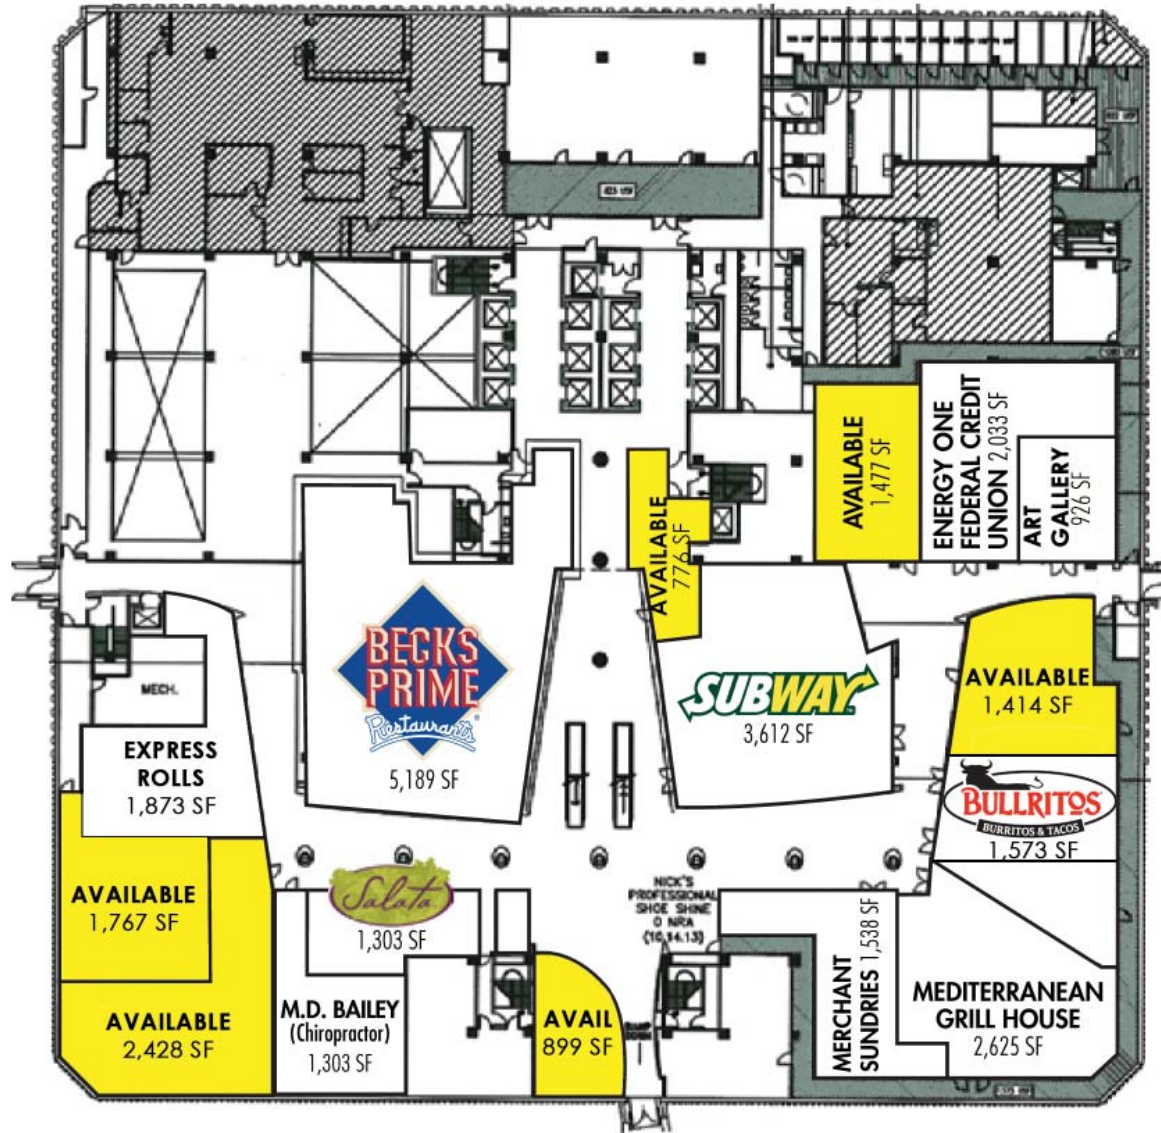 AVAILABLE
1,477 SF
ENERGY ONE
FEDERAL CREDIT
UNION 2,033 SF
ART
GALLERY
926 SF
AVAILABLE
776 SF
BECKS
PRIME
Restaurants
5,189 SF
SUBWAY
3,612 SF
AVAILABLE
1,414 SF
MECH.
EXPRESS
ROLLS
1,873 SF
BULLRITOS
BURRITOS & TACOS
1,573 SF
AVAILABLE
1,767 SF
Salata
1,303 SF
NICK'S
PROFESSIONAL
SHOE SHINE
0 NRA
(10.14.13)
AVAILABLE
2,428 SF
M.D. BAILEY
(Chiropractor)
1,303 SF
AVAIL
899 SF
MERCHANT
SUNDRIES 1,538 SF
MEDITERRANEAN
GRILL HOUSE
2,625 SF